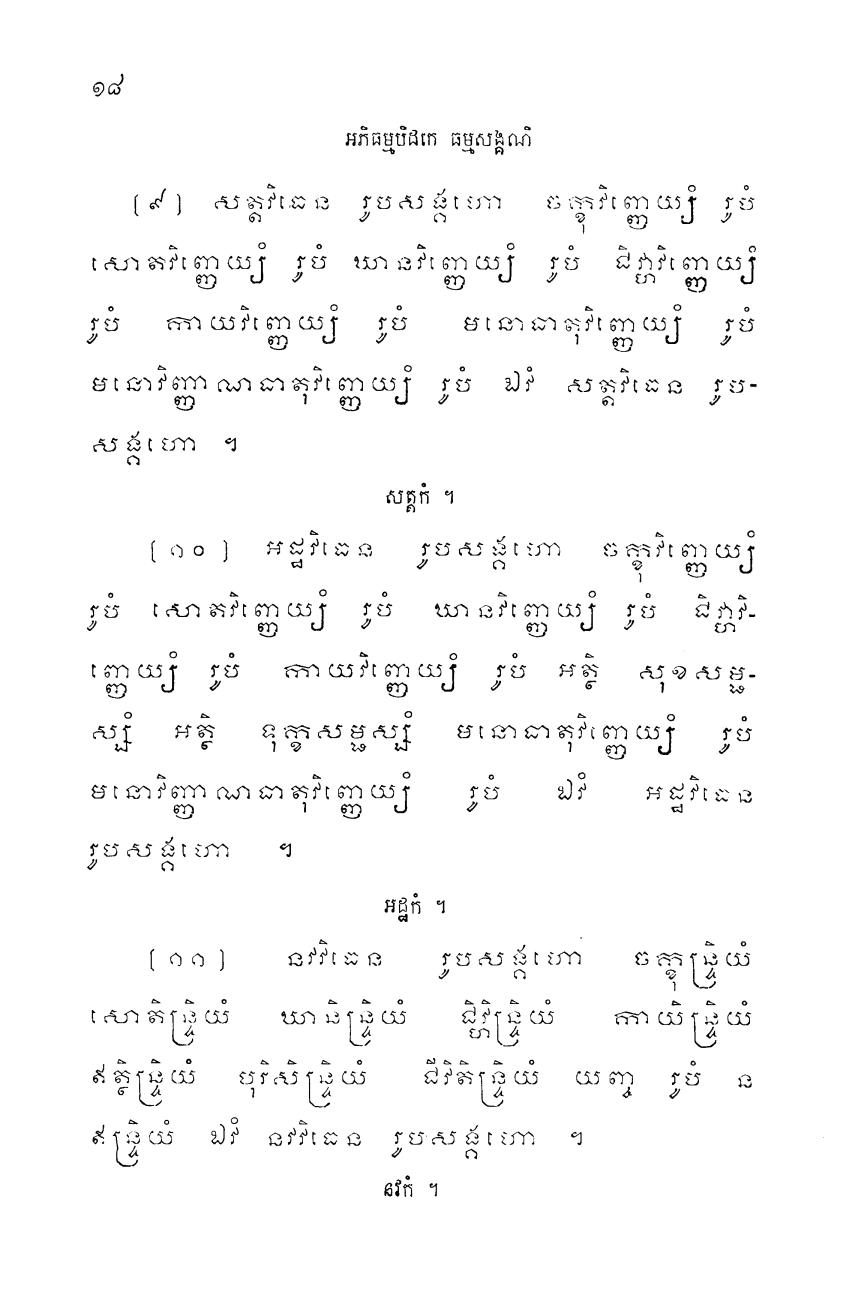 ១៨
អភិធម្មបិដកេ ធម្មសង្គណិ
(៩) សត្តវិធេន រូបសង្គហោ ចក្ខុវិញ្ញេយ្យំ រូបំ
សោតវិញ្ញេយ្យំ រូបំ ឃានវិញ្ញេយ្យំ រូបំ ជិវ្ហាវិញ្ញេយ្យំ
រូបំ កាយវិញ្ញេយ្យំ រូបំ មនោធាតុវិញ្ញេយ្យំ រូបំ
មនោវិញ្ញាណធាតុវិញ្ញេយ្យំ រូបំ ឯវំ សត្តវិធេន រូប-
សង្គហោ ។
សត្តកំ ។
(១០) អដ្ឋវិធេន រូបសង្គហោ ចក្ខុវិញ្ញេយ្យំ
រូបំ សោតវិញ្ញេយ្យំ រូបំ ឃានវិញ្ញេយ្យំ រូបំ ជិវ្ហាវិ-
ញ្ញេយ្យំ រូបំ កាយវិញ្ញេយ្យំ រូបំ អត្ថិ សុខសម្ផ-
ស្សំ អត្ថិ ទុក្ខសម្ផស្សំ មនោធាតុវិញ្ញេយ្យំ រូបំ
មនោវិញ្ញាណធាតុវិញ្ញេយ្យំ រូបំ ឯវំ អដ្ឋវិធេន
រូបសង្គហោ ។
អដ្ឋកំ ។
(១១) នវវិធេន រូបសង្គហោ ចក្ខុន្ទ្រិយំ
សោតិន្ទ្រិយំ ឃានិន្ទ្រិយំ ជិវ្ហិន្ទ្រិយំ កាយិន្ទ្រិយំ
ឥត្ថិន្ទ្រិយំ បុរិសិន្ទ្រិយំ ជីវិតិន្ទ្រិយំ យញ្ច រូបំ ន
ឥន្ទ្រិយំ ឯវំ នវវិធេន រូបសង្គហោ ។
នវកំ ។